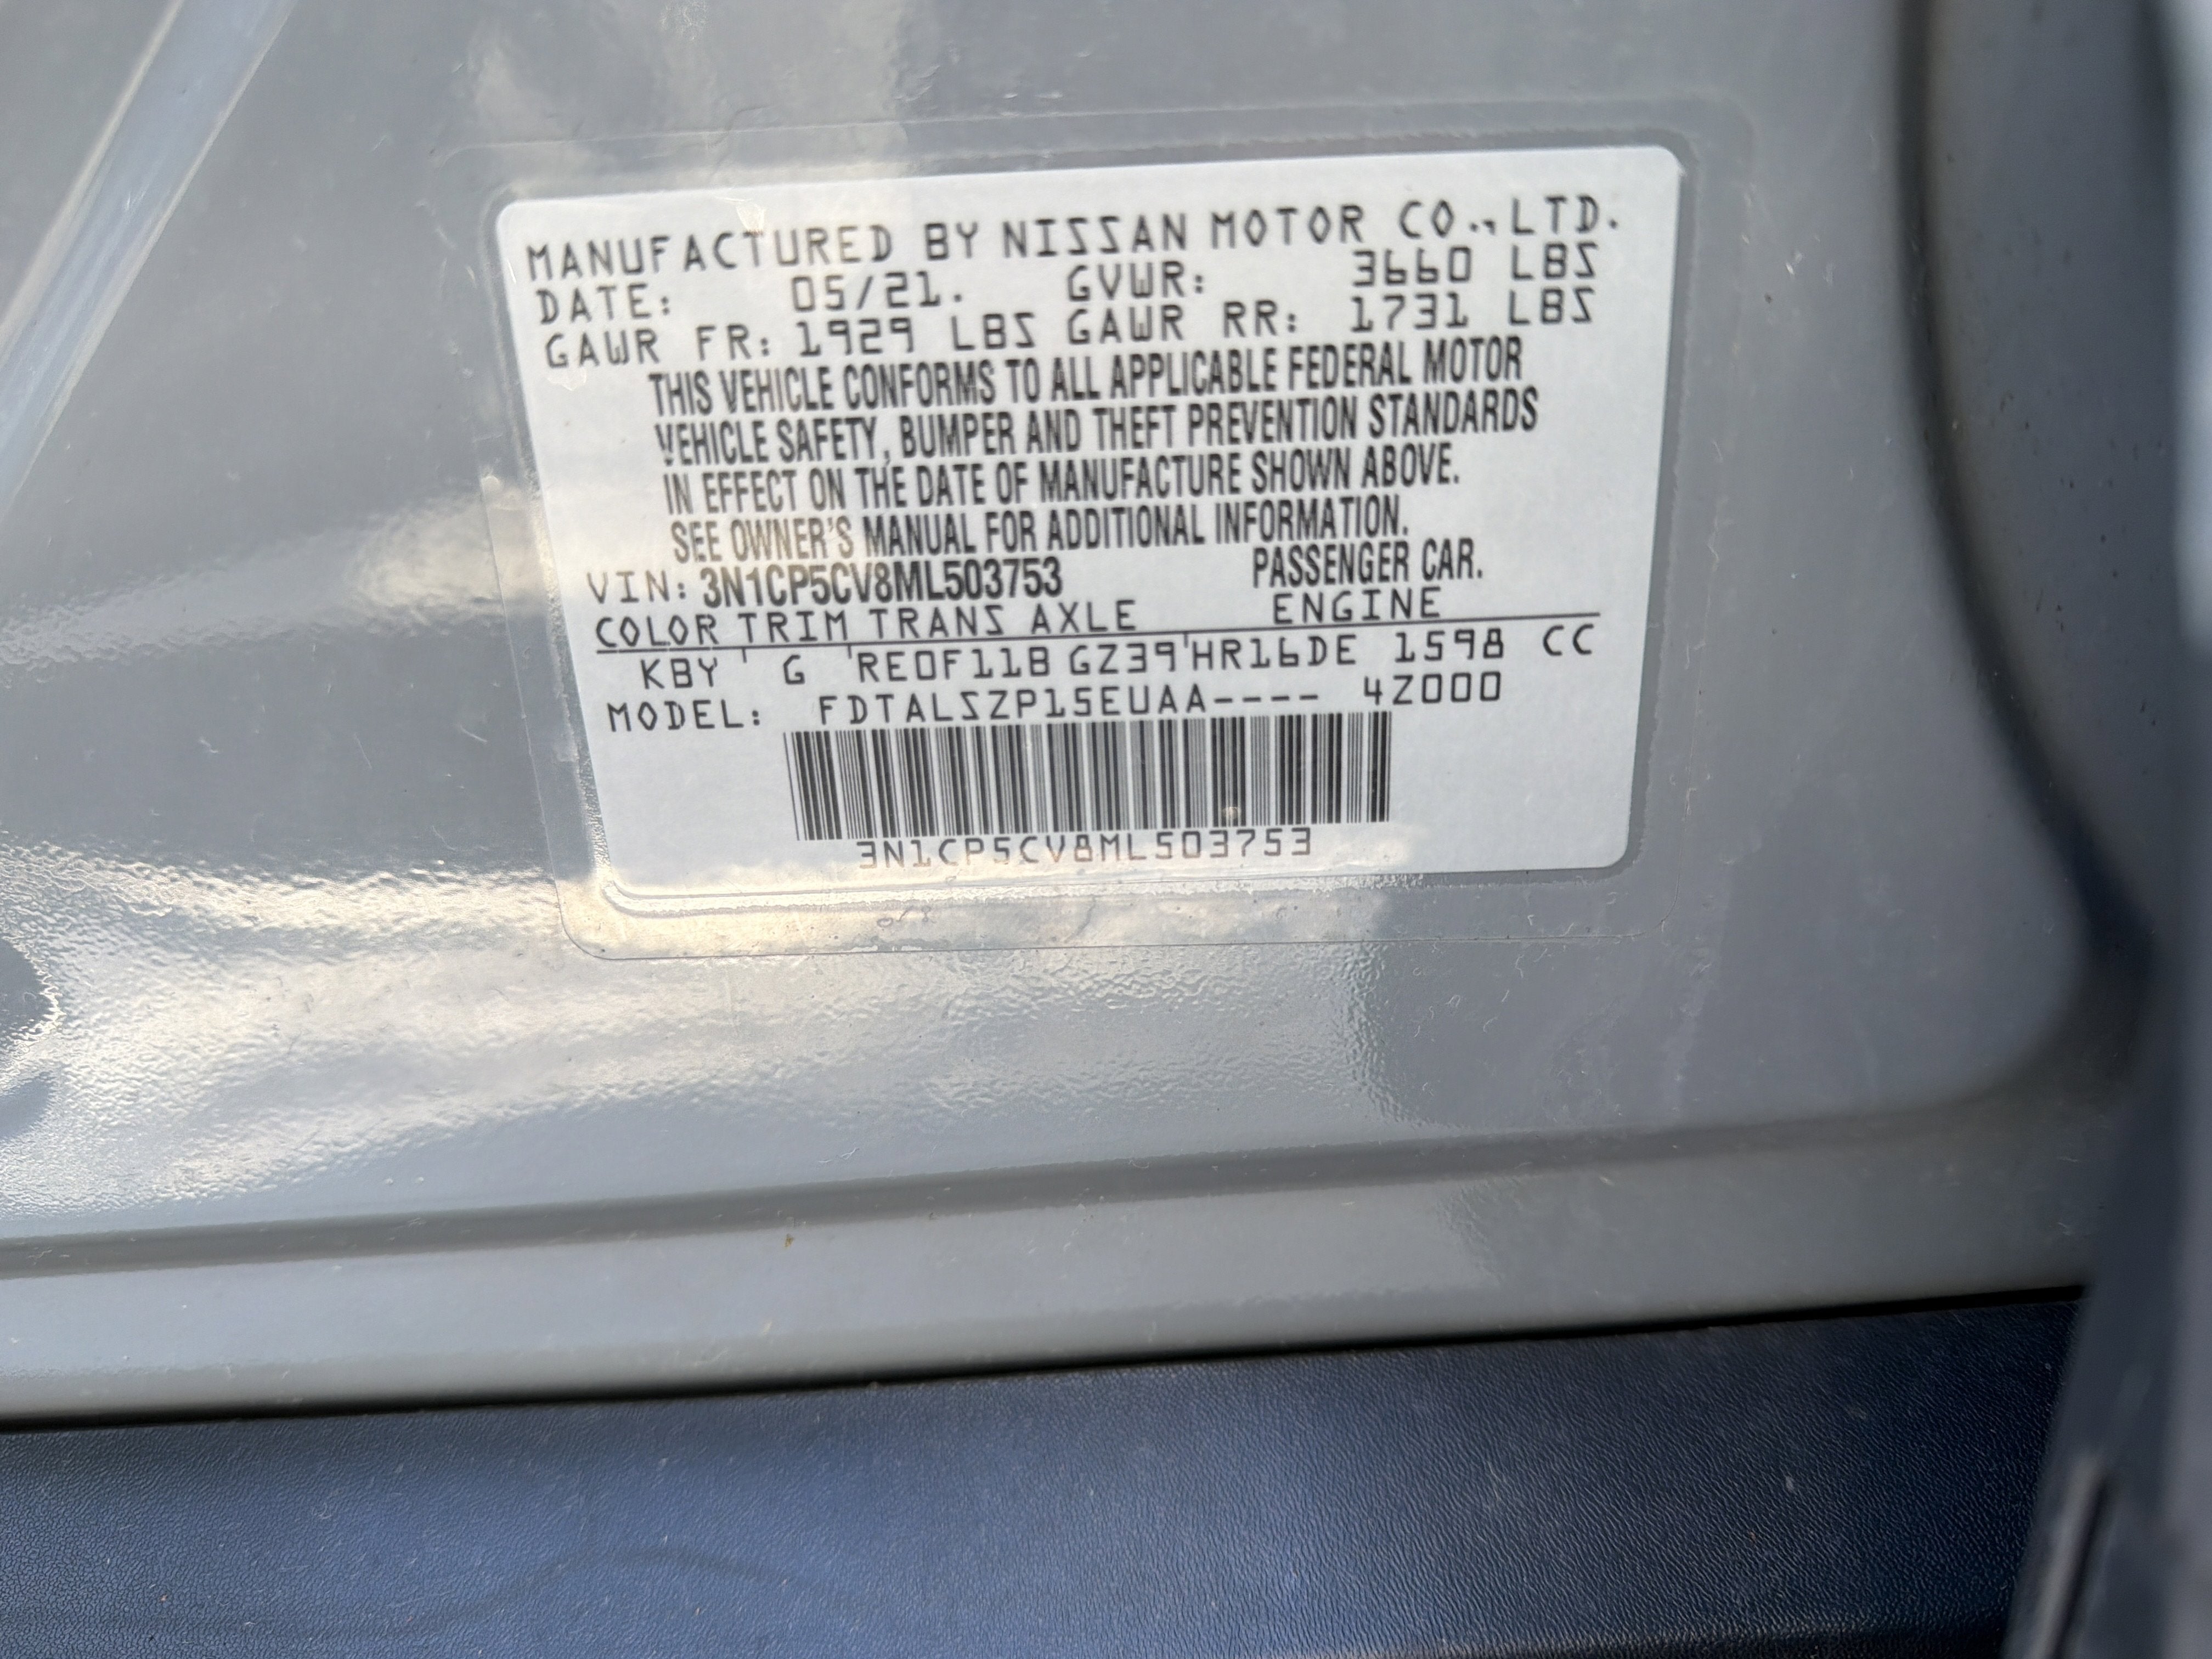 MANUFACTURED BY NISSAN MOTOR CO., LTD.
DATE: 05/21. GVWR: 3660 LBS
GAWR FR: 1929 LBS GAWR RR: 1731 LBS
THIS VEHICLE CONFORMS TO ALL APPLICABLE FEDERAL MOTOR
VEHICLE SAFETY, BUMPER AND THEFT PREVENTION STANDARDS
IN EFFECT ON THE DATE OF MANUFACTURE SHOWN ABOVE.
SEE OWNER'S MANUAL FOR ADDITIONAL INFORMATION.
VIN: 3N1CP5CV8ML503753 PASSENGER CAR.
COLOR TRIM TRANS AXLE ENGINE
KBY G RE0F11B GZ39 HR16DE 1598 CC
MODEL: FDTALSZP15EUAA---- 4Z000
3N1CP5CV8ML503753